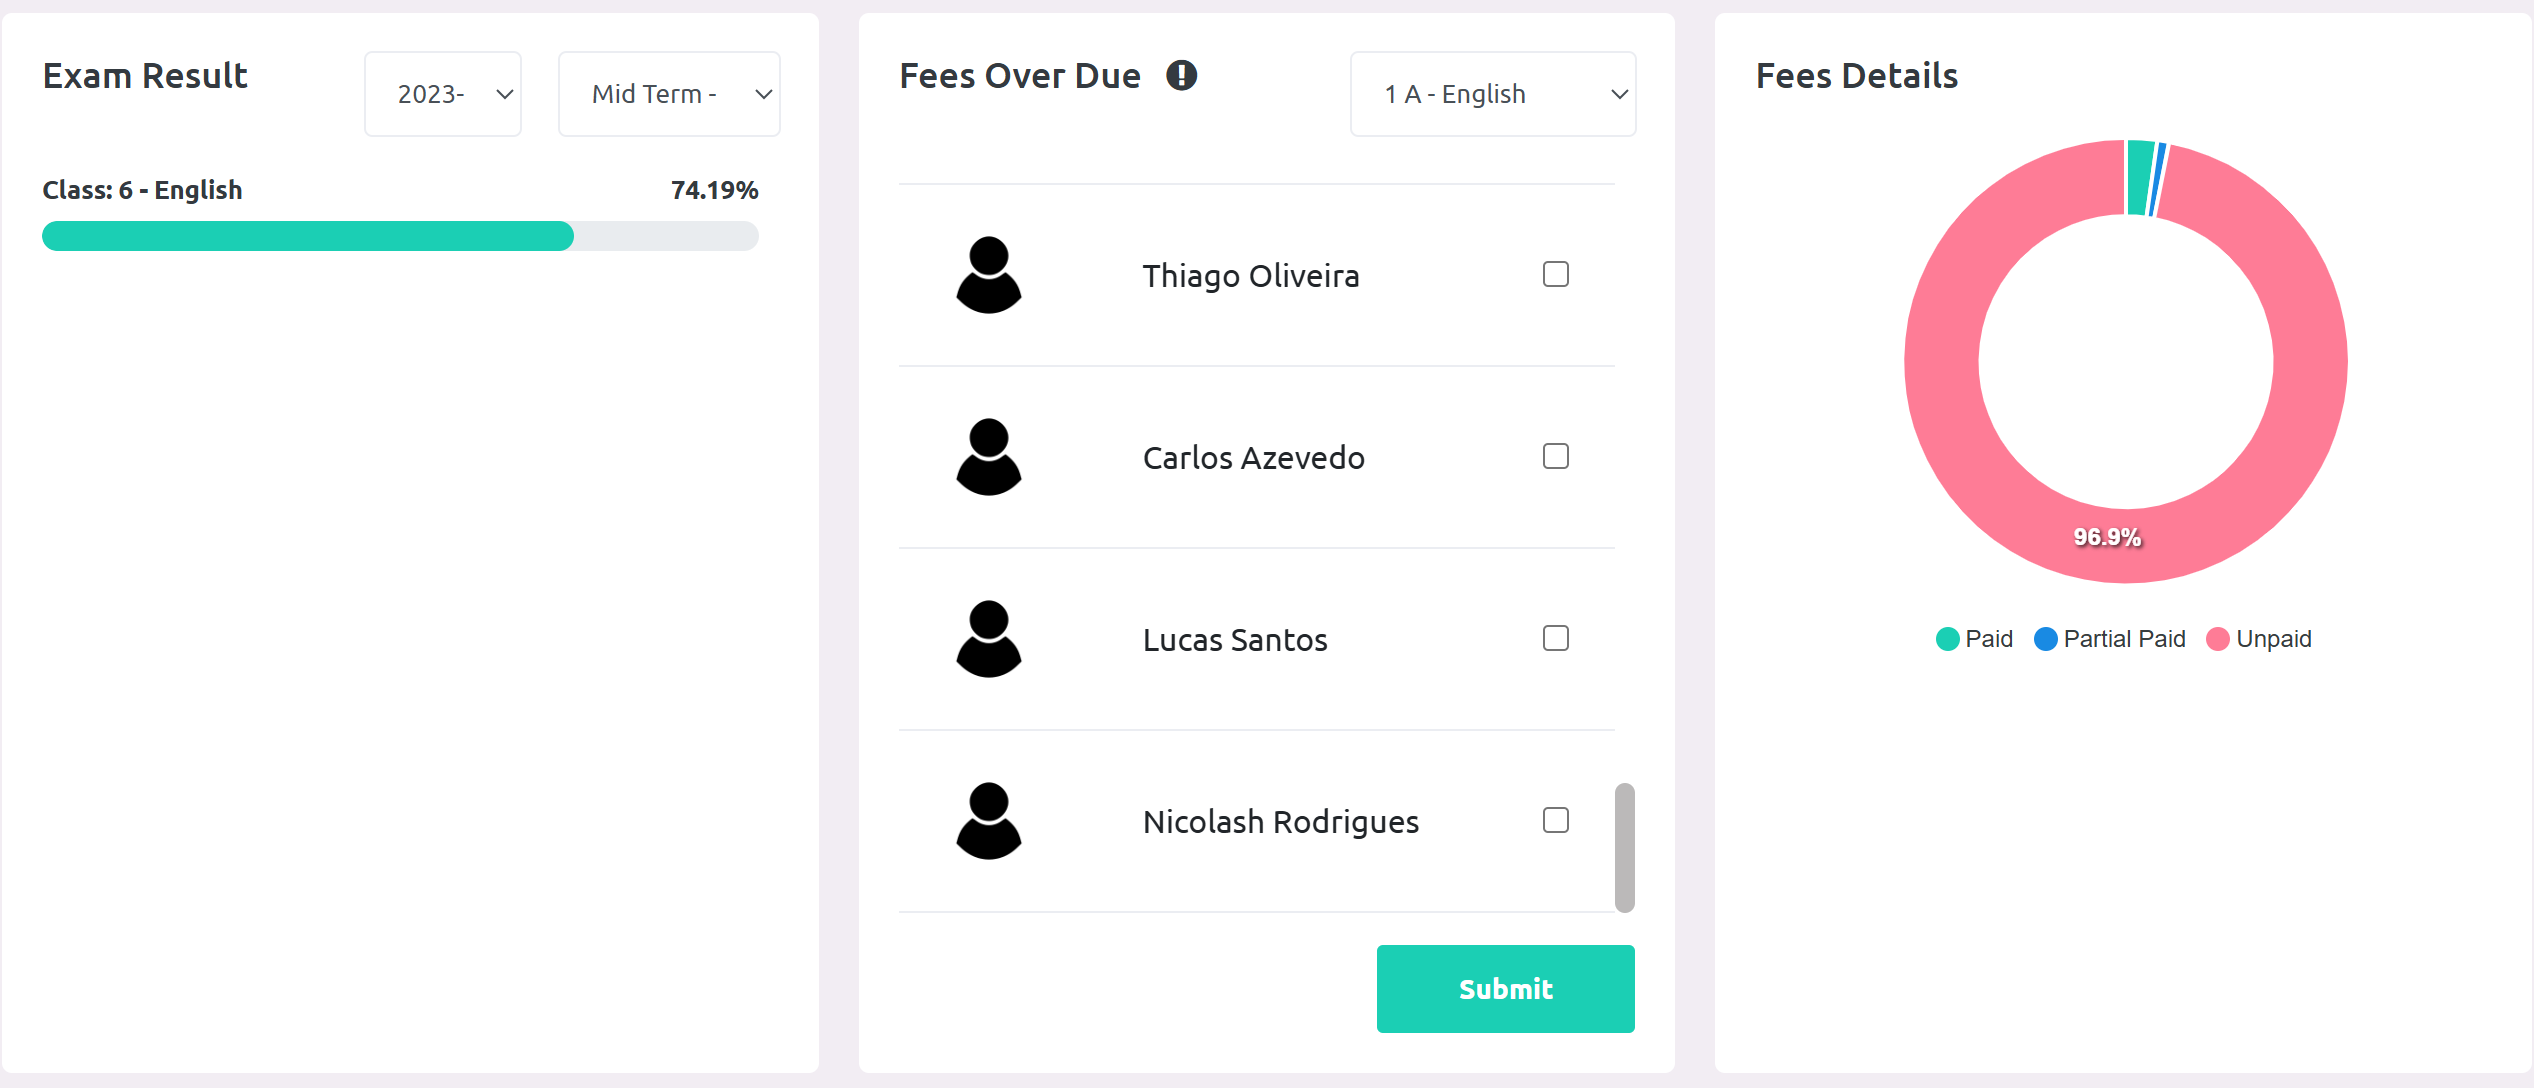 Exam Result
2023-
Mid Term -
Class: 6 - English
74.19%
Fees Over Due
1 A - English
Thiago Oliveira
Carlos Azevedo
Lucas Santos
Nicolash Rodrigues
Submit
Fees Details
96.9%
Paid
Partial Paid
Unpaid